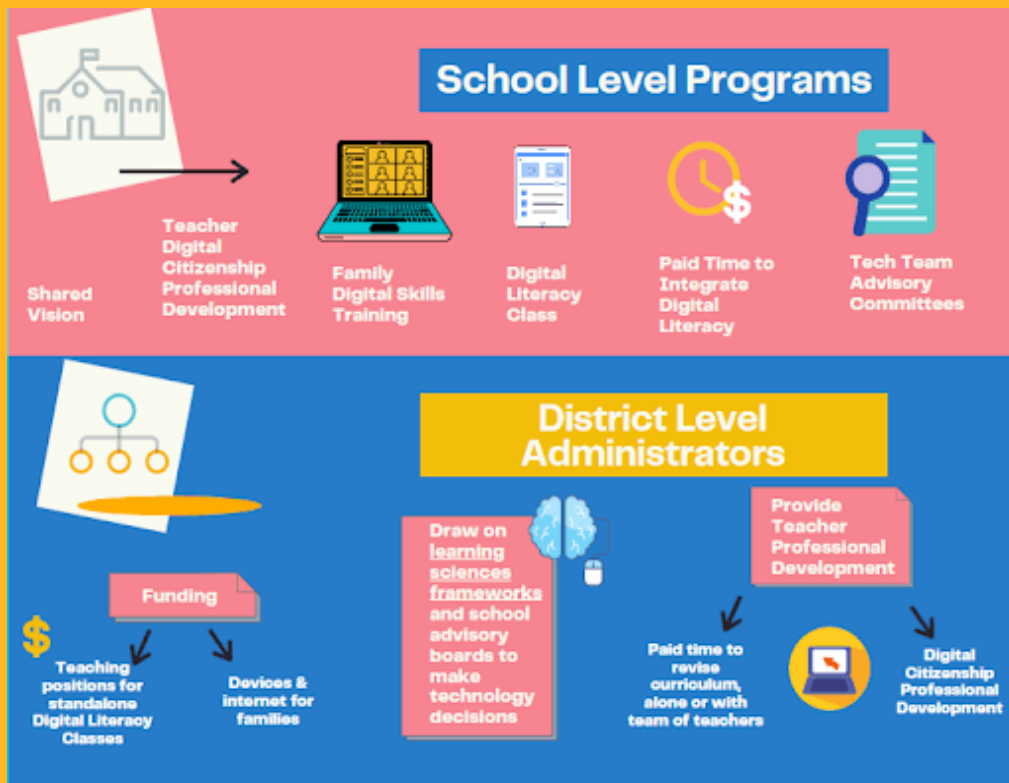 School Level Programs
Shared
Vision
Teacher
Digital
Citizenship
Professional
Development
Family
Digital Skills
Training
Digital
Literacy
Class
$
Paid Time to
Integrate
Digital
Literacy
Tech Team
Advisory
Committees
District Level
Administrators
Funding
$
Teaching
positions for
standalone
Digital Literacy
Classes
Devices &
internet for
families
Draw on
learning
sciences
frameworks
and school
advisory
boards to
make
technology
decisions
Provide
Teacher
Professional
Development
Paid time to
revise
curriculum,
alone or with
team of teachers
Digital
Citizenship
Professional
Development